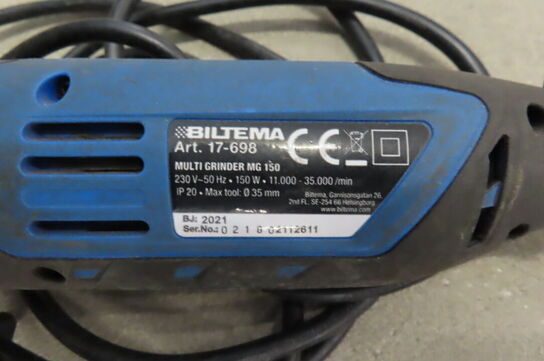 BILTEMA
Art. 17-698
MULTI GRINDER MG 150
230 V~50 Hz • 150 W • 11.000 - 35.000 /min
IP 20 • Max tool: Ø 35 mm
Biltema, Garnisonsgatan 26,
2nd FL, SE-254 66 Helsingborg
www.biltema.com
BJ: 2021
Ser.No.: 0 2 1 8 62112611